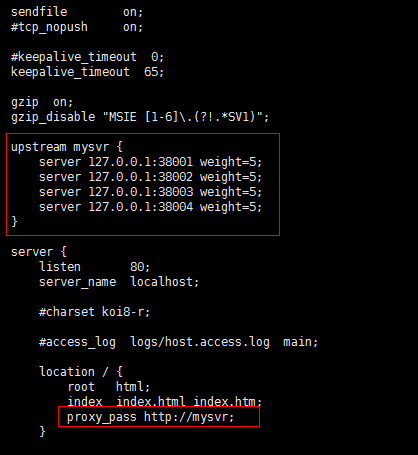 sendfile        on;
#tcp_nopush     on;
#keepalive_timeout  0;
keepalive_timeout  65;
gzip  on;
gzip_disable "MSIE [1-6]\.(?!.*SV1)";
upstream mysvr {
    server 127.0.0.1:38001 weight=5;
    server 127.0.0.1:38002 weight=5;
    server 127.0.0.1:38003 weight=5;
    server 127.0.0.1:38004 weight=5;
}
server {
    listen       80;
    server_name  localhost;
    #charset koi8-r;
    #access_log  logs/host.access.log  main;
    location / {
        root   html;
        index  index.html index.htm;
        proxy_pass http://mysvr;
    }